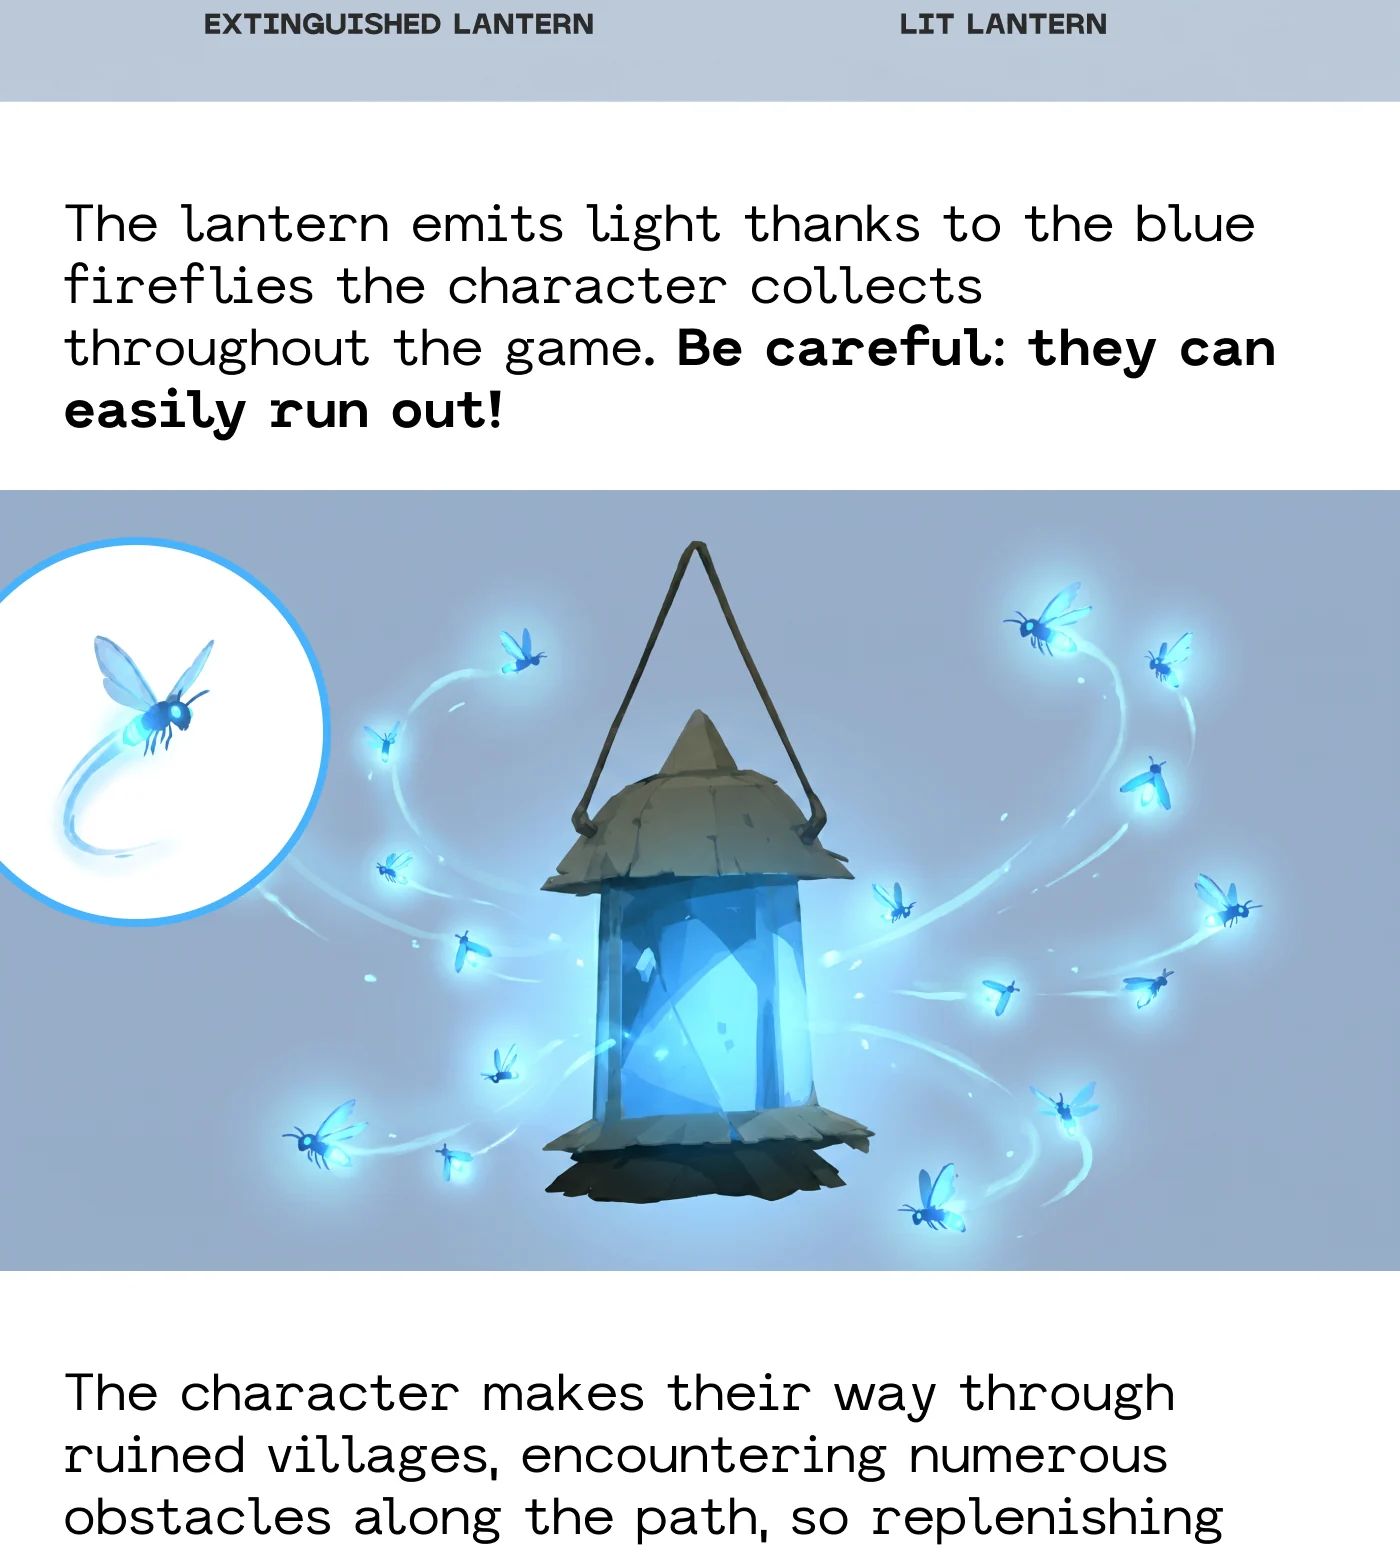 EXTINGUISHED LANTERN
LIT LANTERN
The lantern emits light thanks to the blue
fireflies the character collects
throughout the game. Be careful: they can
easily run out!
The character makes their way through
ruined villages, encountering numerous
obstacles along the path, so replenishing